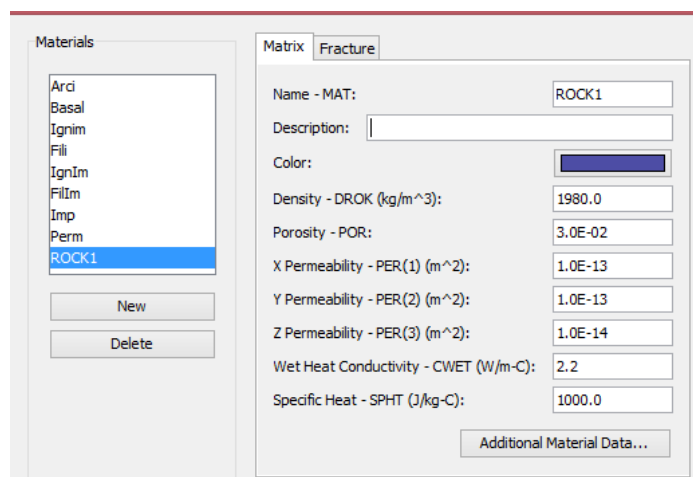 Materials
Arci
Basal
Ignim
Fili
IgnIm
FilIm
Imp
Perm
ROCK1
New
Delete
Matrix Fracture
Name - MAT: ROCK1
Description:
Color:
Density - DROK (kg/m^3): 1980.0
Porosity - POR: 3.0E-02
X Permeability - PER(1) (m^2): 1.0E-13
Y Permeability - PER(2) (m^2): 1.0E-13
Z Permeability - PER(3) (m^2): 1.0E-14
Wet Heat Conductivity - CWET (W/m-C): 2.2
Specific Heat - SPHT (J/kg-C): 1000.0
Additional Material Data...